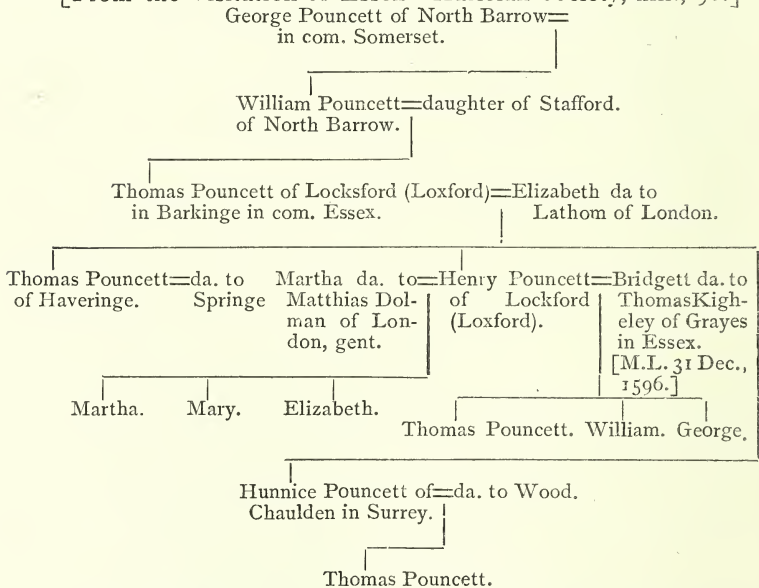 George Pouncett of North Barrow=
in com. Somerset.
William Pouncett=daughter of Stafford.
of North Barrow.
Thomas Pouncett of Locksford (Loxford)=Elizabeth da to
in Barkinge in com. Essex. Lathom of London.
Thomas Pouncett=da. to Martha da. to=Henry Pouncett=Bridgett da. to
of Haveringe. Springe Matthias Dol- of Lockford ThomasKigh-
man of Lon- (Loxford). eley of Grayes
don, gent. in Essex.
[M.L. 31 Dec.,
1596.]
Martha. Mary. Elizabeth.
Thomas Pouncett. William. George.
Hunnice Pouncett of=da. to Wood.
Chaulden in Surrey.
Thomas Pouncett.